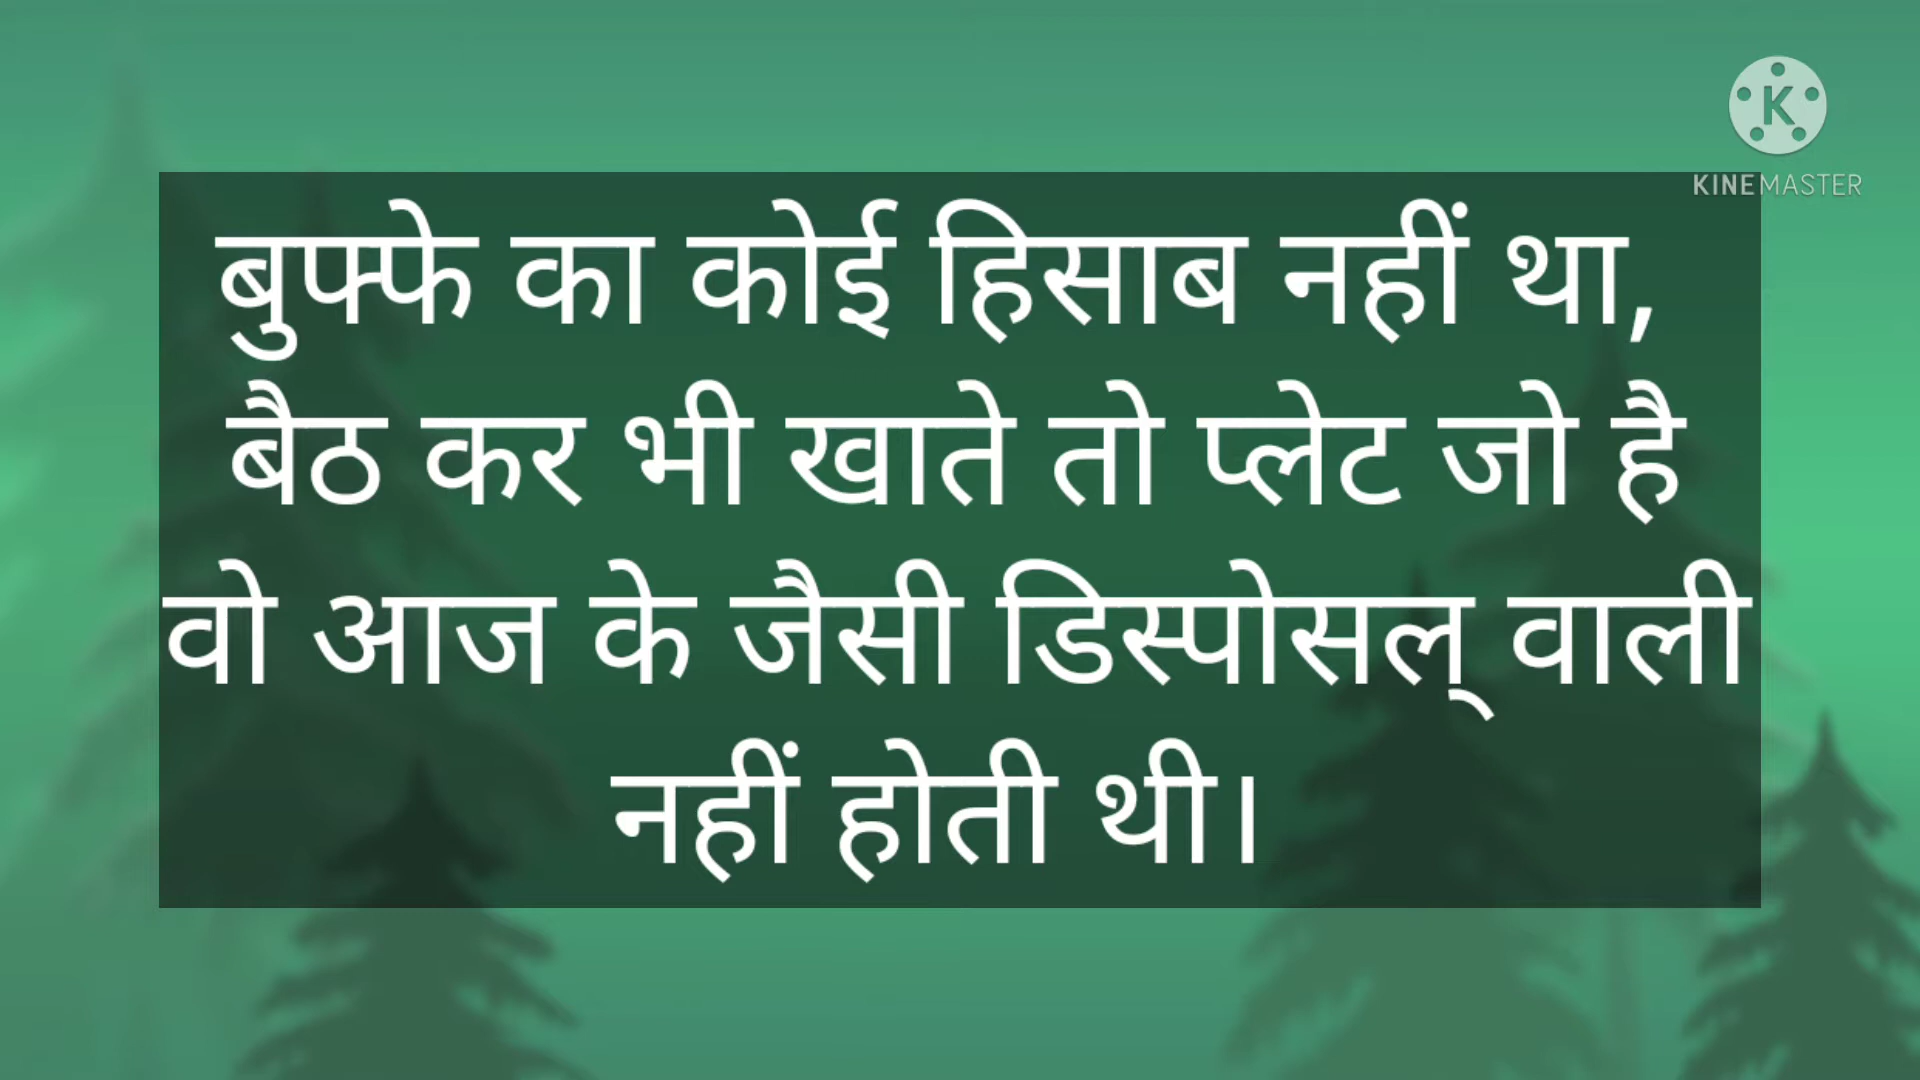 K
KINEMASTER
बुफ्फे का कोई हिसाब नहीं था,
बैठ कर भी खाते तो प्लेट जो है
वो आज के जैसी डिस्पोसल् वाली
नहीं होती थी।